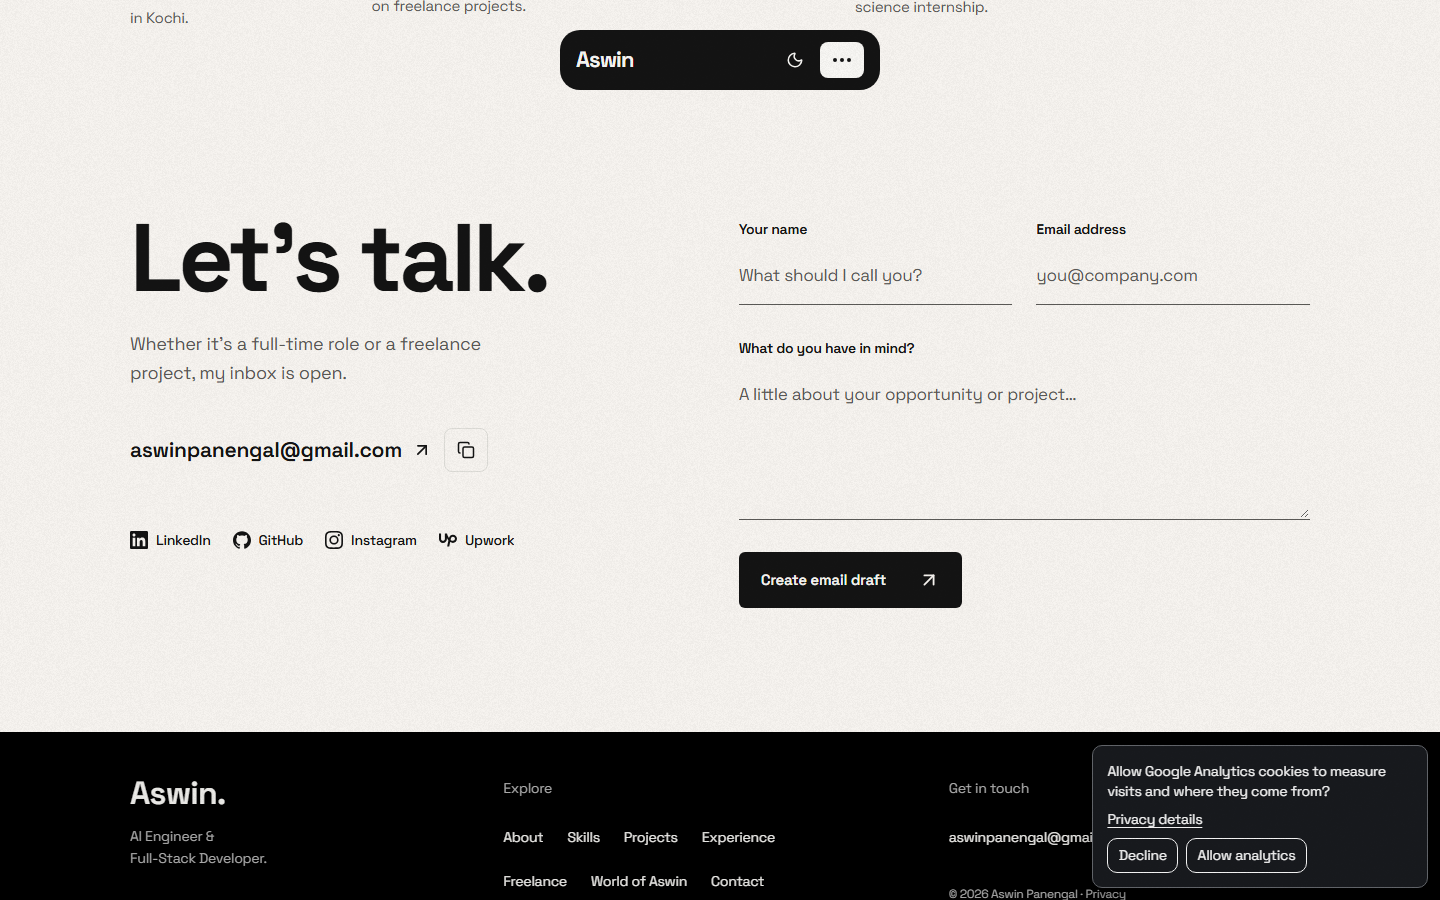 in Kochi.
on freelance projects.
science internship.
Aswin
Let's talk.
Whether it's a full-time role or a freelance
project, my inbox is open.
aswinpanengal@gmail.com
LinkedIn GitHub Instagram Upwork
Your name
What should I call you?
Email address
you@company.com
What do you have in mind?
A little about your opportunity or project...
Create email draft
Aswin.
AI Engineer &
Full-Stack Developer.
Explore
About Skills Projects Experience
Freelance World of Aswin Contact
Get in touch
aswinpanengal@gmai
© 2026 Aswin Panengal · Privacy
Allow Google Analytics cookies to measure
visits and where they come from?
Privacy details
Decline Allow analytics